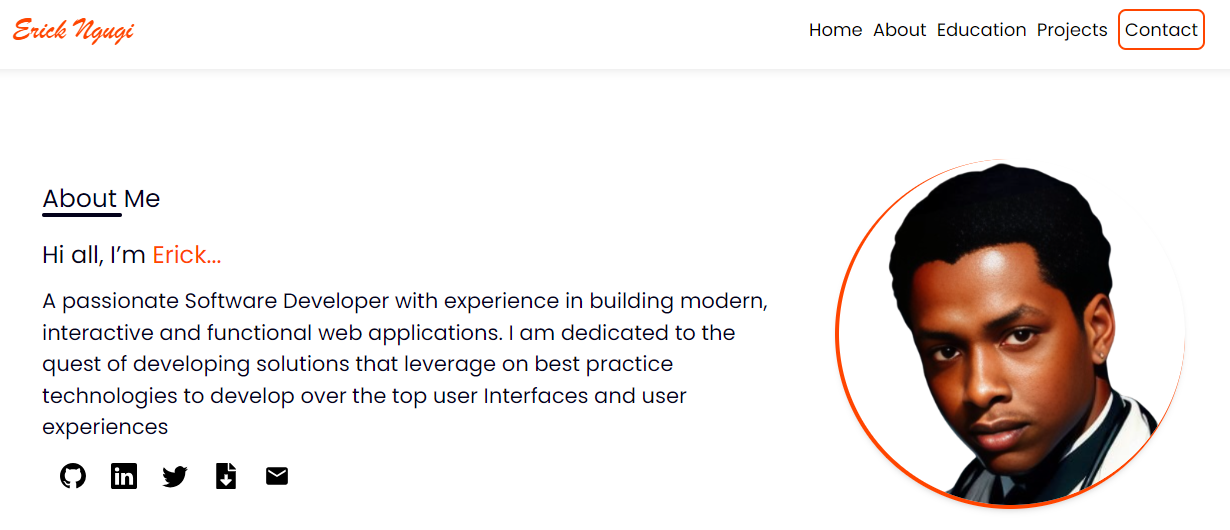 Erick Ngugi
Home About Education Projects Contact
About Me
Hi all, I’m Erick...
A passionate Software Developer with experience in building modern,
interactive and functional web applications. I am dedicated to the
quest of developing solutions that leverage on best practice
technologies to develop over the top user Interfaces and user
experiences
in